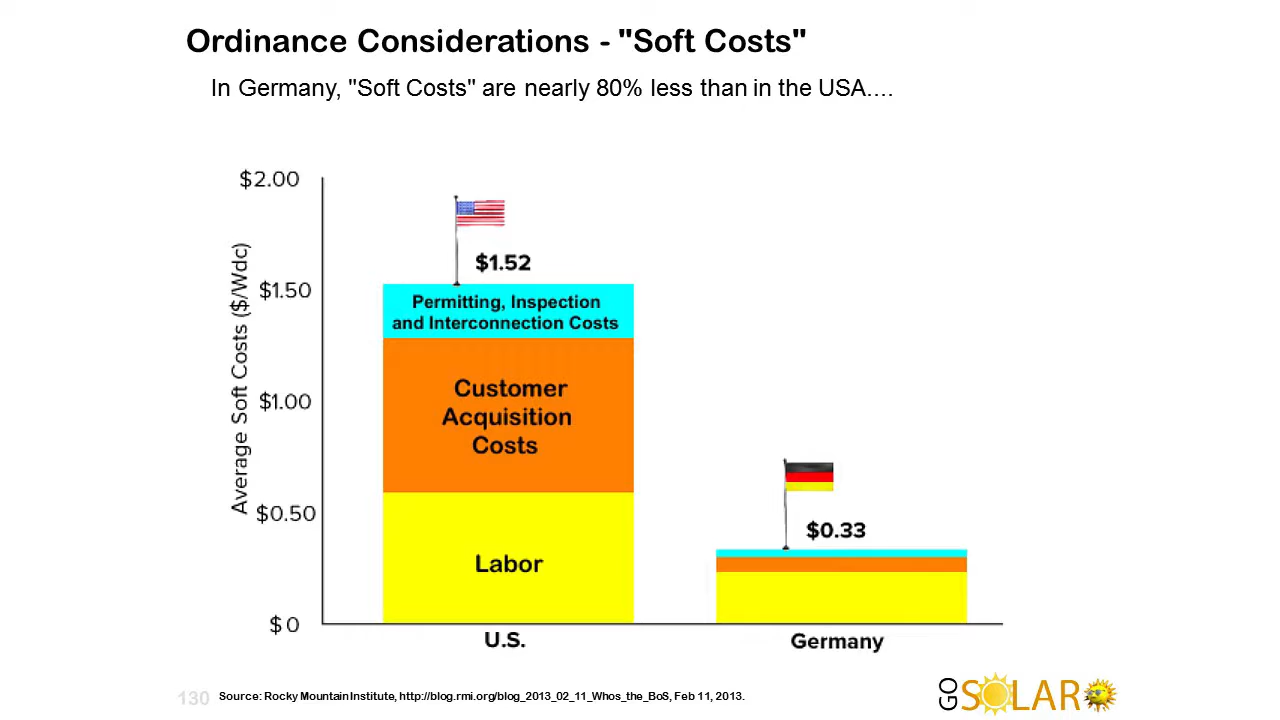 Ordinance Considerations - "Soft Costs"
In Germany, "Soft Costs" are nearly 80% less than in the USA....
Average Soft Costs ($/Wdc)
$2.00
$1.50
$1.00
$0.50
$0
$1.52
Permitting, Inspection
and Interconnection Costs
Customer
Acquisition
Costs
Labor
U.S.
$0.33
Germany
130
Source: Rocky Mountain Institute, http://blog.rmi.org/blog_2013_02_11_Whos_the_BoS, Feb 11, 2013.
GO SOLAR